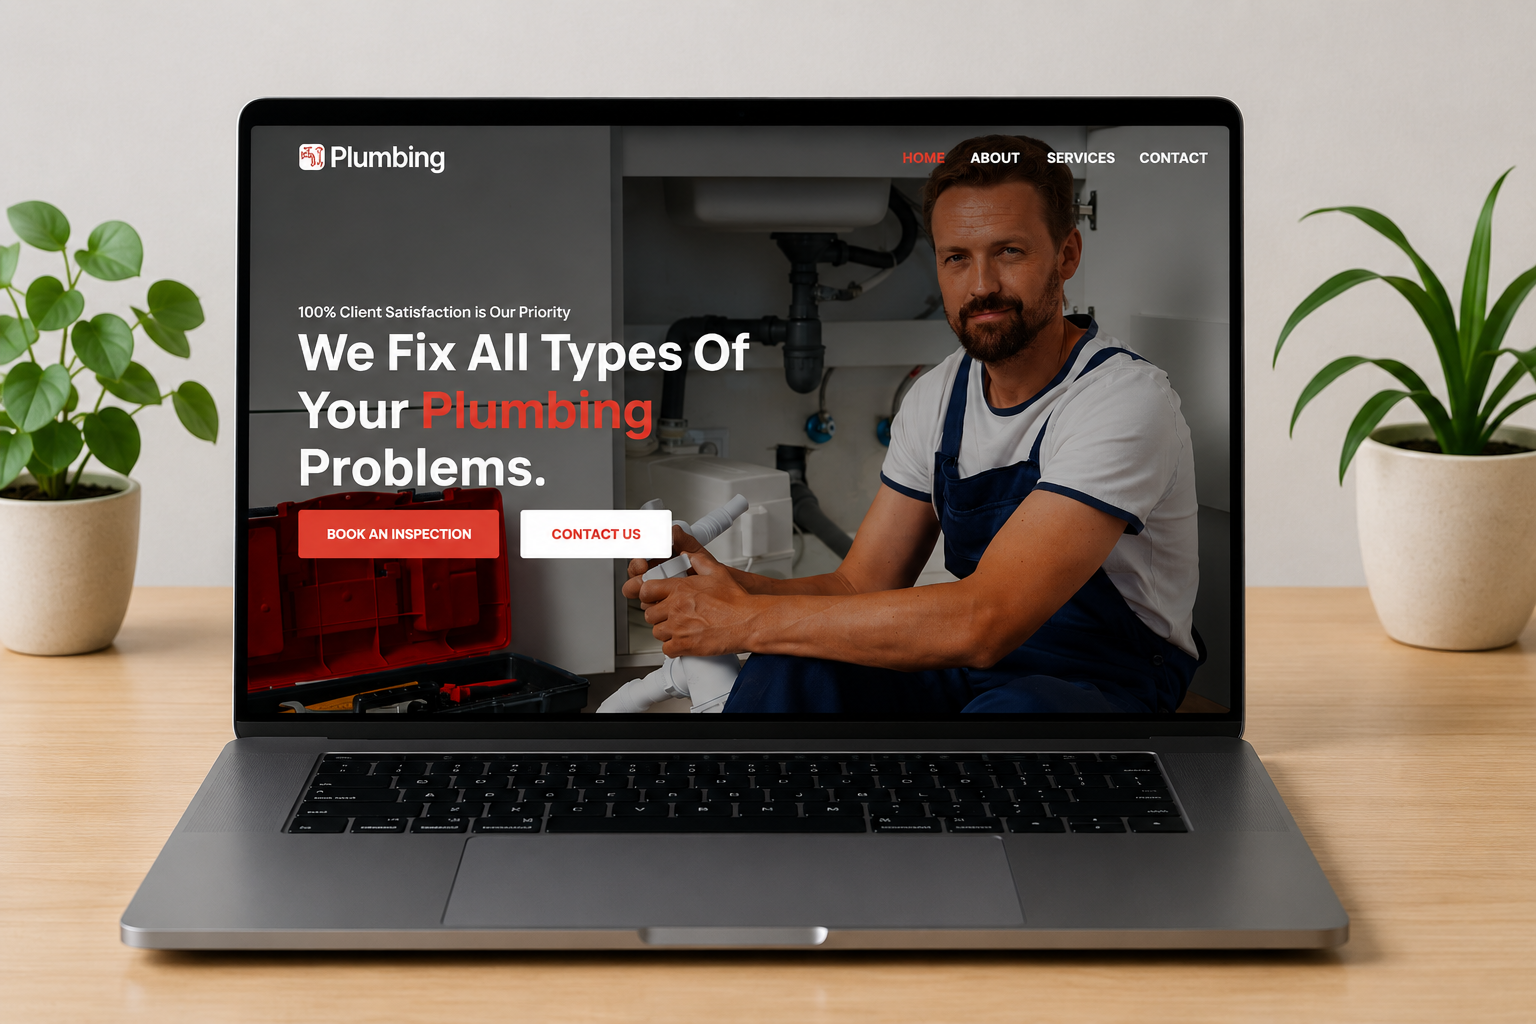 Plumbing
HOME ABOUT SERVICES CONTACT
100% Client Satisfaction is Our Priority
We Fix All Types Of
Your Plumbing
Problems.
BOOK AN INSPECTION
CONTACT US